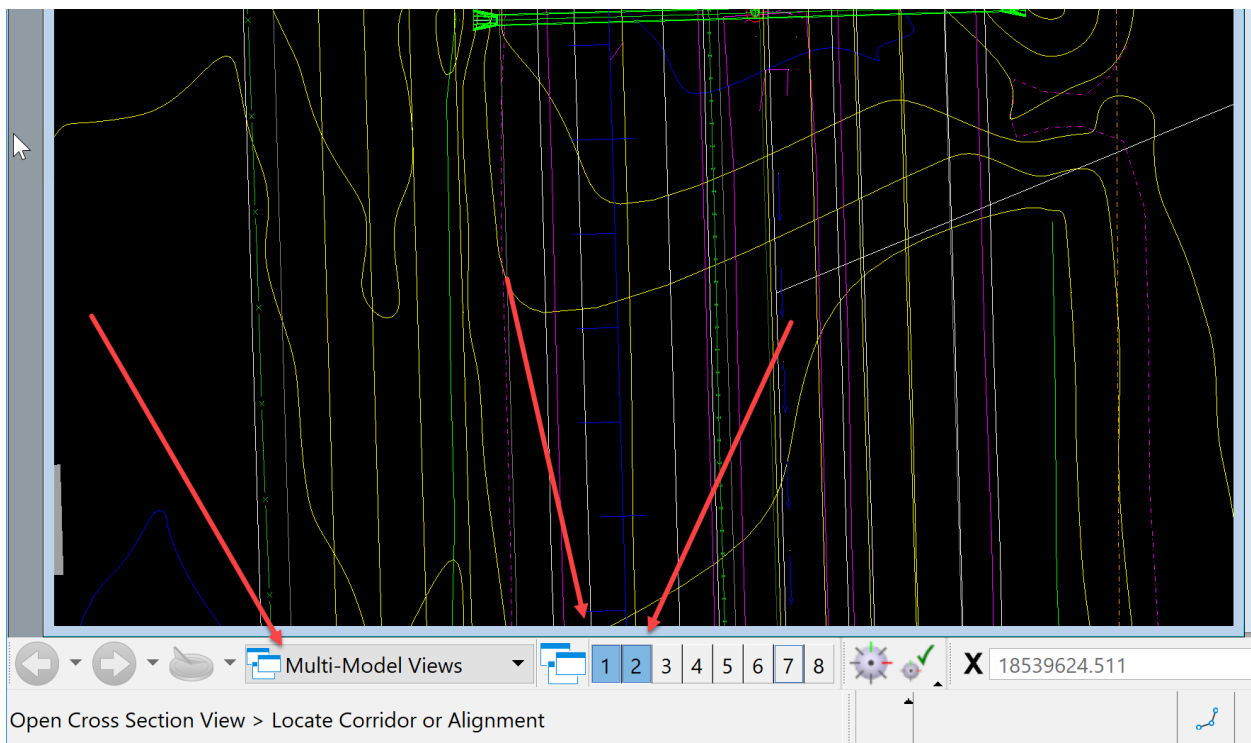 Multi-Model Views 1 2 3 4 5 6 7 8 X 18539624.511
Open Cross Section View > Locate Corridor or Alignment